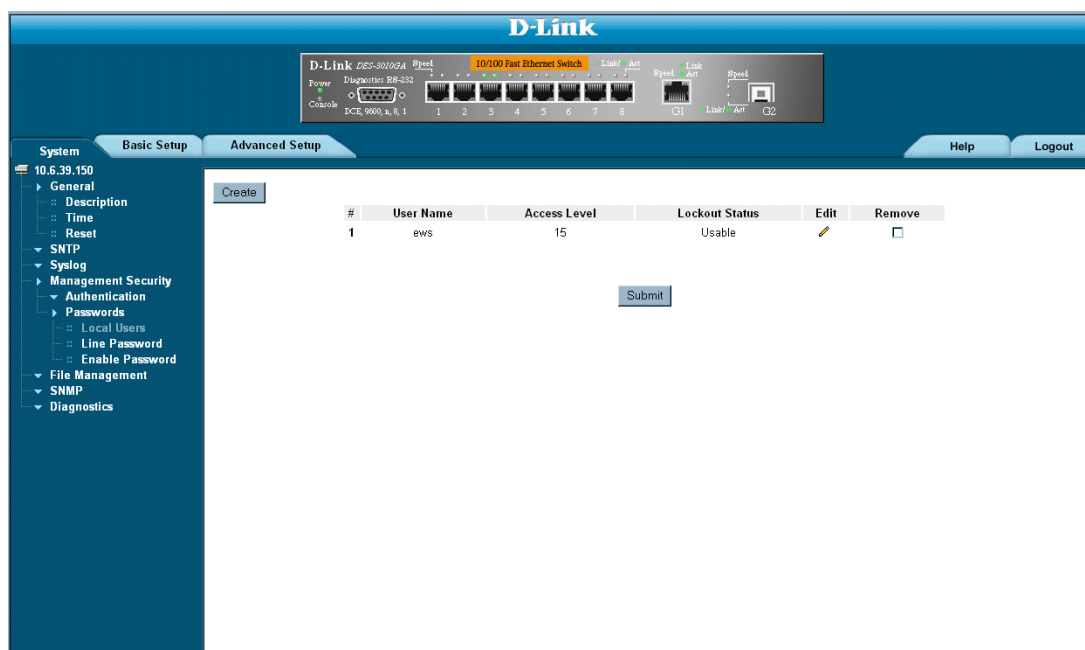 D-Link
D-Link DES-3010GA Speed 10/100 Fast Ethernet Switch Link/ Act
Speed Link Act Speed
Power Diagnostics RS-232
Console
DCE, 9600, n, 8, 1 1 2 3 4 5 6 7 8 G1 Link/ Act G2
System Basic Setup Advanced Setup Help Logout
10.6.39.150
General
Description
Time
Reset
SNTP
Syslog
Management Security
Authentication
Passwords
Local Users
Line Password
Enable Password
File Management
SNMP
Diagnostics
Create
# User Name Access Level Lockout Status Edit Remove
1 ews 15 Usable
Submit